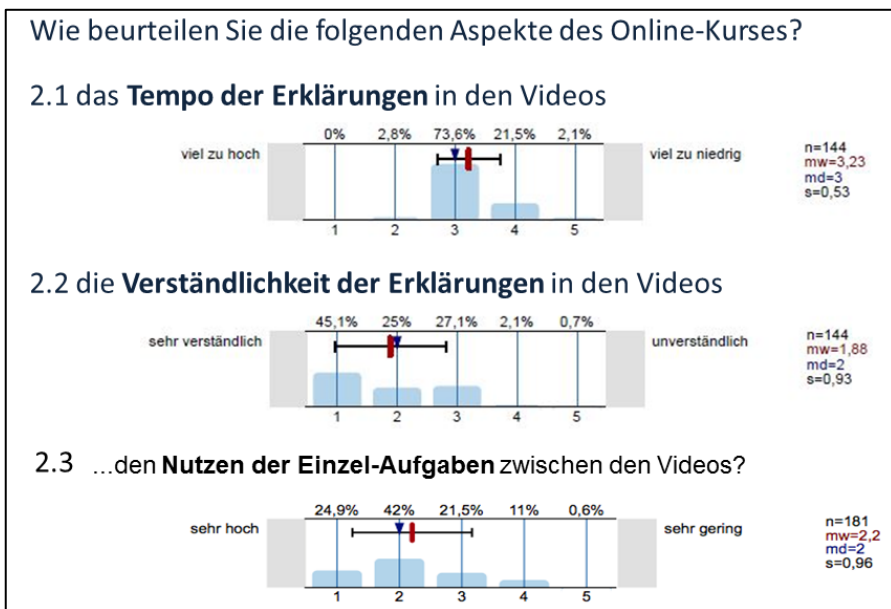 Wie beurteilen Sie die folgenden Aspekte des Online-Kurses?
2.1 das Tempo der Erklärungen in den Videos
0% 2,8% 73,6% 21,5% 2,1%
viel zu hoch
viel zu niedrig
n=144
mw=3,23
md=3
s=0,53
1 2 3 4 5
2.2 die Verständlichkeit der Erklärungen in den Videos
45,1% 25% 27,1% 2,1% 0,7%
sehr verständlich
unverständlich
n=144
mw=1,88
md=2
s=0,93
1 2 3 4 5
2.3 ...den Nutzen der Einzel-Aufgaben zwischen den Videos?
24,9% 42% 21,5% 11% 0,6%
sehr hoch
sehr gering
n=181
mw=2,2
md=2
s=0,96
1 2 3 4 5